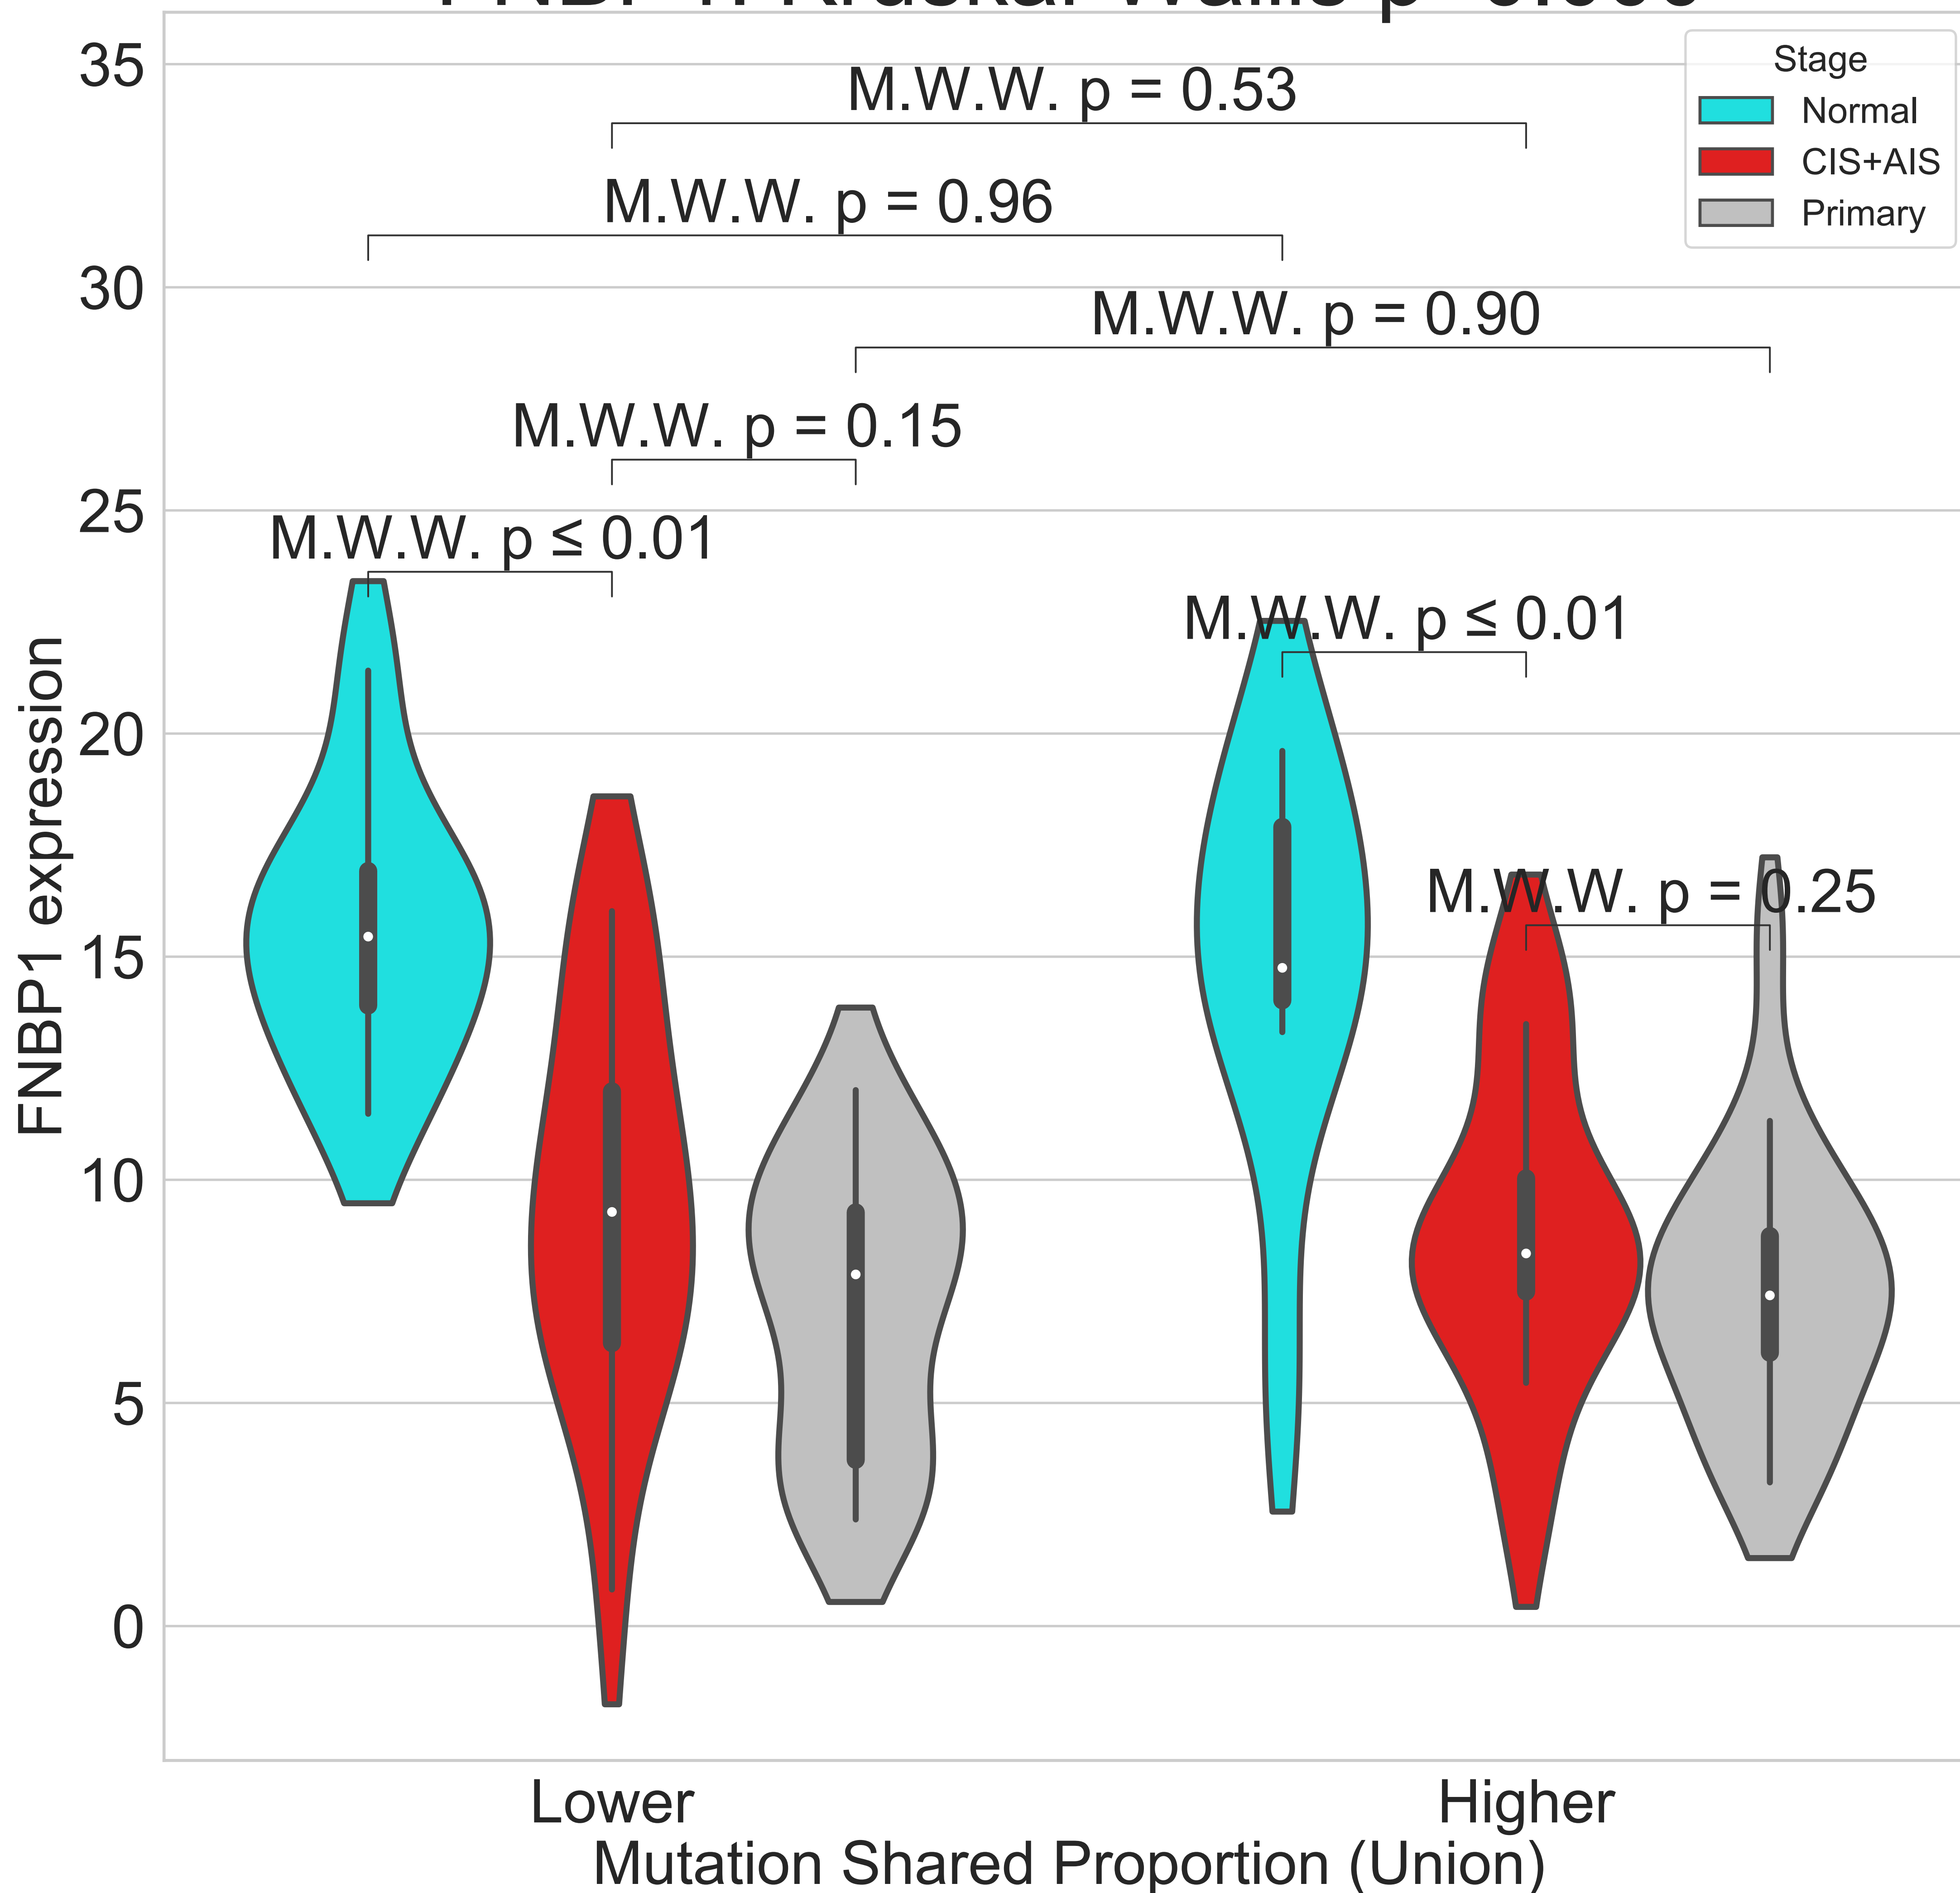 35
30
25
20
15
10
5
0
FNBP1 expression
Stage
Normal
CIS+AIS
Primary
M.W.W. p = 0.53
M.W.W. p = 0.96
M.W.W. p = 0.90
M.W.W. p = 0.15
M.W.W. p ≤ 0.01
M.W.W. p ≤ 0.01
M.W.W. p = 0.25
Lower
Higher
Mutation Shared Proportion (Union)